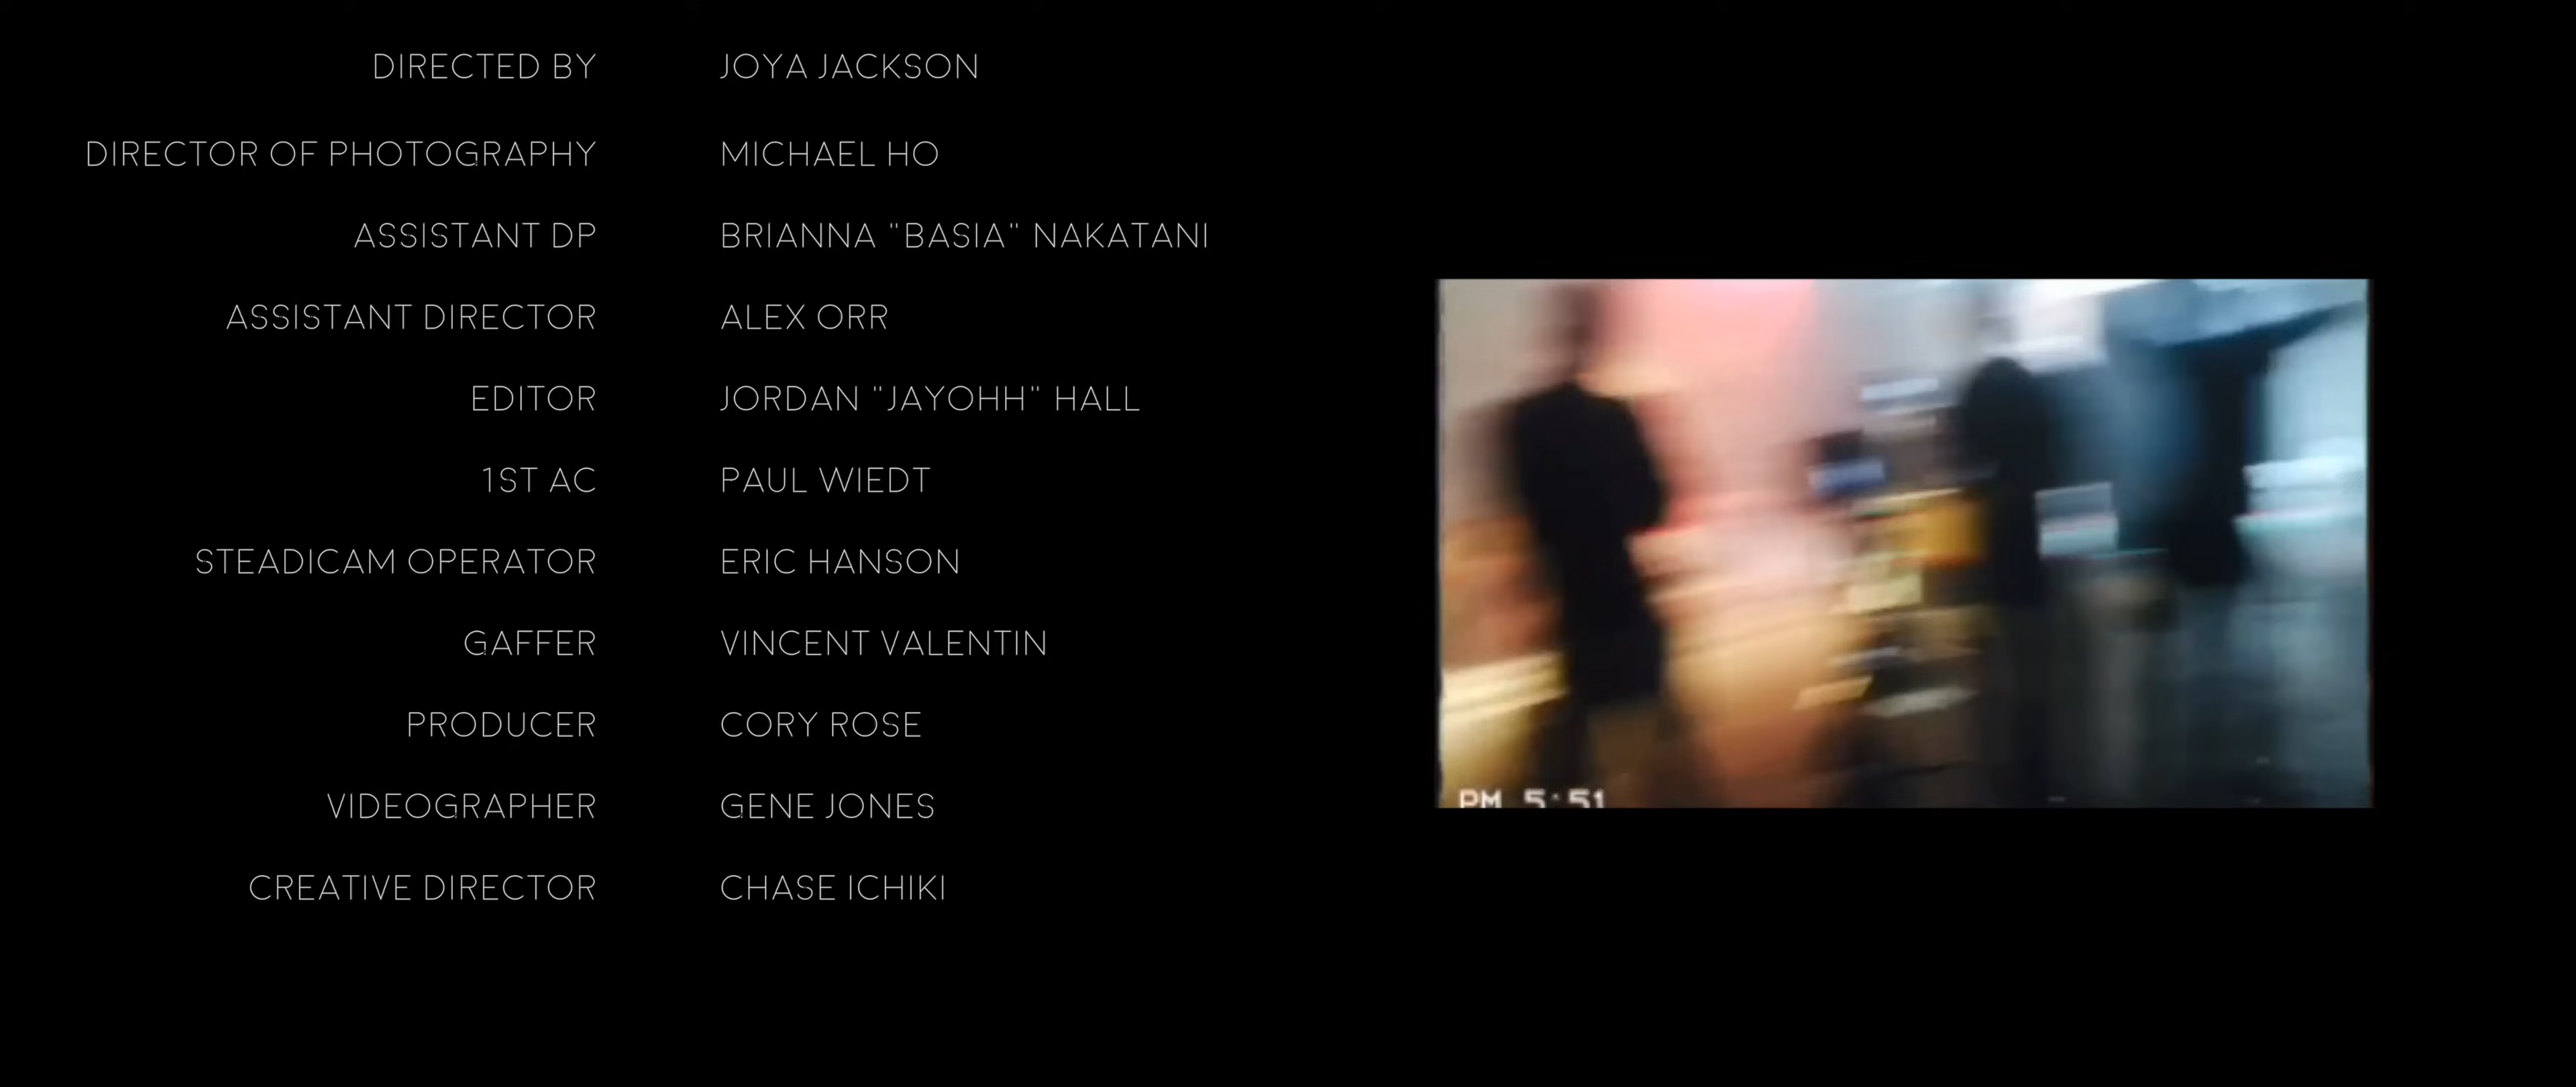 DIRECTED BY JOYA JACKSON
DIRECTOR OF PHOTOGRAPHY MICHAEL HO
ASSISTANT DP BRIANNA "BASIA" NAKATANI
ASSISTANT DIRECTOR ALEX ORR
EDITOR JORDAN "JAYOHH" HALL
1ST AC PAUL WIEDT
STEADICAM OPERATOR ERIC HANSON
GAFFER VINCENT VALENTIN
PRODUCER CORY ROSE
VIDEOGRAPHER GENE JONES
CREATIVE DIRECTOR CHASE ICHIKI
PM 5:51